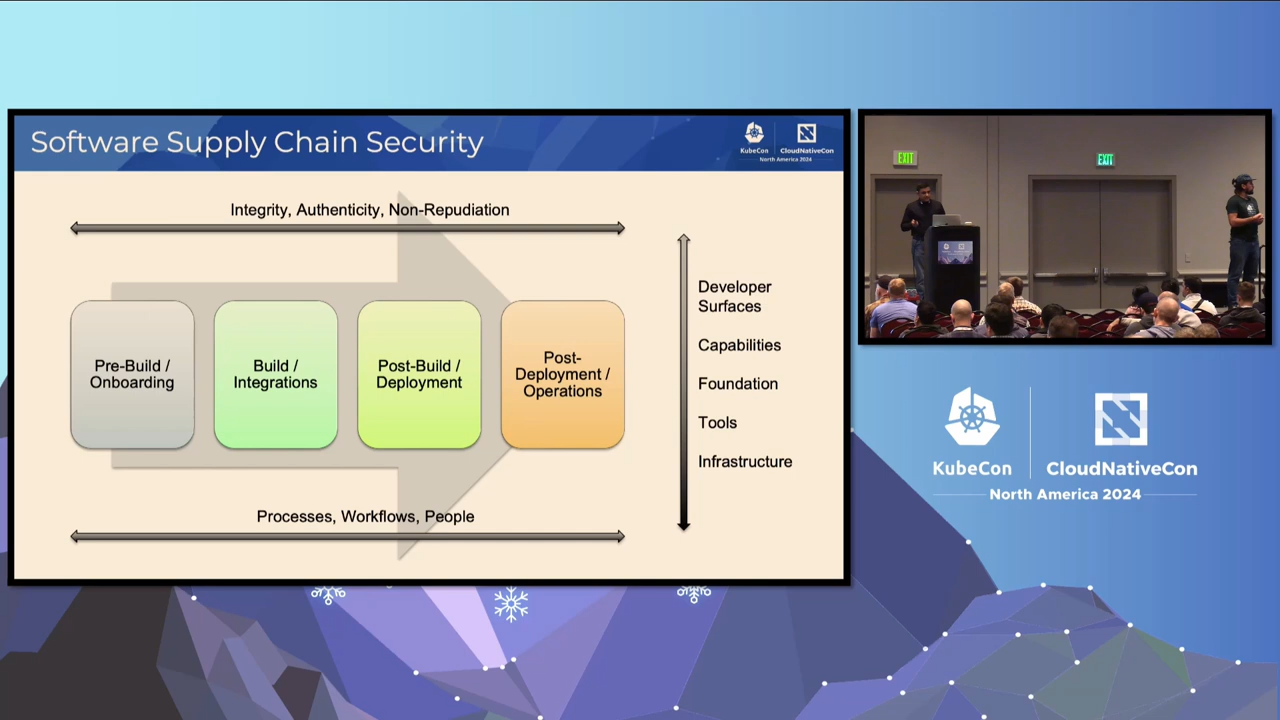 Software Supply Chain Security
KubeCon
CloudNativeCon
North America 2024
Integrity, Authenticity, Non-Repudiation
Pre-Build /
Onboarding
Build /
Integrations
Post-Build /
Deployment
Post-
Deployment /
Operations
Developer
Surfaces
Capabilities
Foundation
Tools
Infrastructure
Processes, Workflows, People
EXIT
EXIT
KubeCon
CloudNativeCon
North America 2024